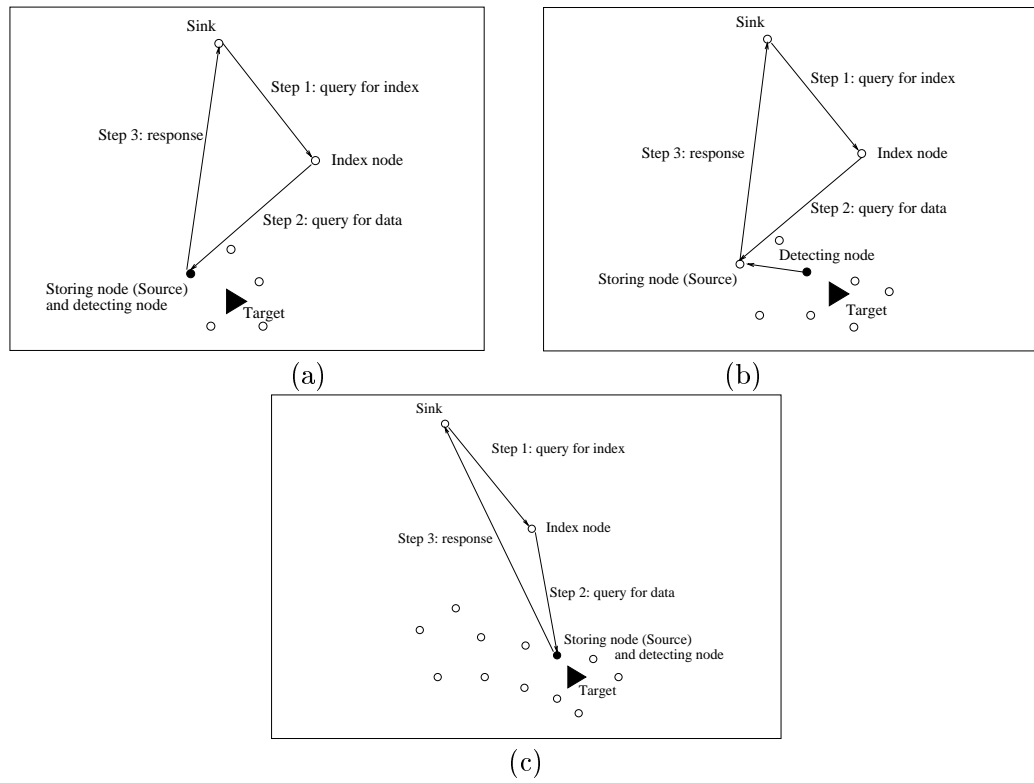 Sink
Step 1: query for index
Step 3: response
Index node
Step 2: query for data
Storing node (Source)
and detecting node
Target
(a)
Sink
Step 1: query for index
Step 3: response
Index node
Step 2: query for data
Detecting node
Storing node (Source)
Target
(b)
Sink
Step 1: query for index
Index node
Step 3: response
Step 2: query for data
Storing node (Source)
and detecting node
Target
(c)